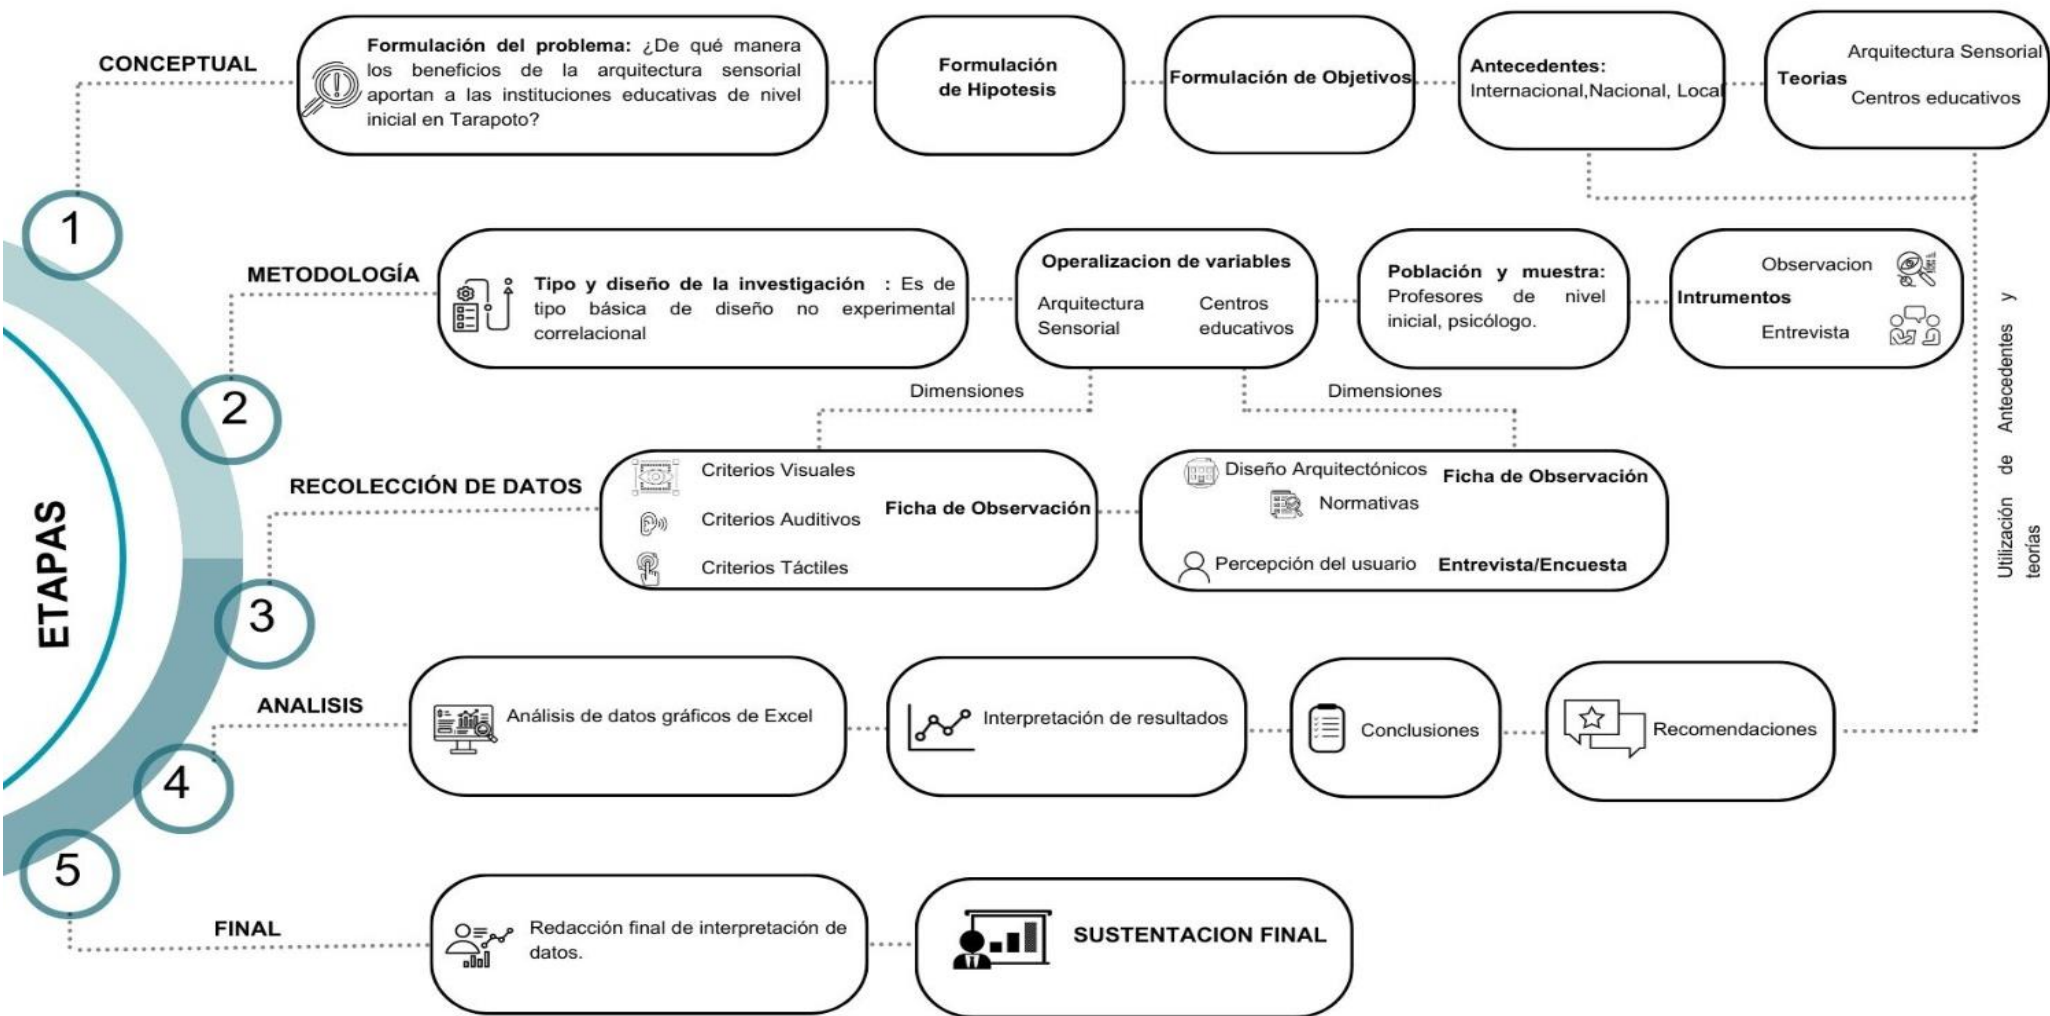 ETAPAS
1
CONCEPTUAL
Formulación del problema: ¿De qué manera
los beneficios de la arquitectura sensorial
aportan a las instituciones educativas de nivel
inicial en Tarapoto?
Formulación
de Hipotesis
Formulación de Objetivos
Antecedentes:
Internacional,Nacional, Local
Teorias
Arquitectura Sensorial
Centros educativos
2
METODOLOGÍA
Tipo y diseño de la investigación : Es de
tipo básica de diseño no experimental
correlacional
Operalizacion de variables
Arquitectura
Sensorial
Centros
educativos
Población y muestra:
Profesores de nivel
inicial, psicólogo.
Intrumentos
Observacion
Entrevista
Dimensiones
Dimensiones
Utilización de Antecedentes y
teorías
3
RECOLECCIÓN DE DATOS
Criterios Visuales
Criterios Auditivos
Criterios Táctiles
Ficha de Observación
Diseño Arquitectónicos
Normativas
Ficha de Observación
Percepción del usuario
Entrevista/Encuesta
4
ANALISIS
Análisis de datos gráficos de Excel
Interpretación de resultados
Conclusiones
Recomendaciones
5
FINAL
Redacción final de interpretación de
datos.
SUSTENTACION FINAL